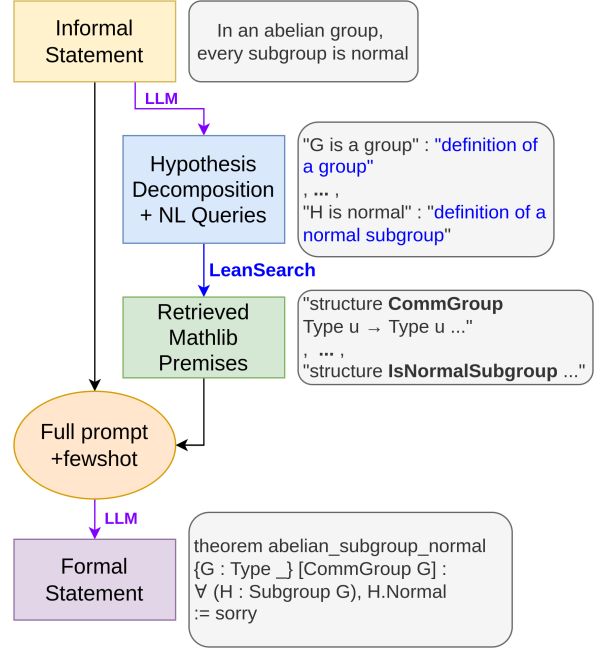 Informal
Statement
In an abelian group,
every subgroup is normal
LLM
Hypothesis
Decomposition
+ NL Queries
"G is a group" : "definition of
a group"
, ... ,
"H is normal" : "definition of a
normal subgroup"
LeanSearch
Retrieved
Mathlib
Premises
"structure CommGroup
Type u → Type u ..."
, ... ,
"structure IsNormalSubgroup ..."
Full prompt
+fewshot
LLM
Formal
Statement
theorem abelian_subgroup_normal
{G : Type _} [CommGroup G] :
∀ (H : Subgroup G), H.Normal
:= sorry